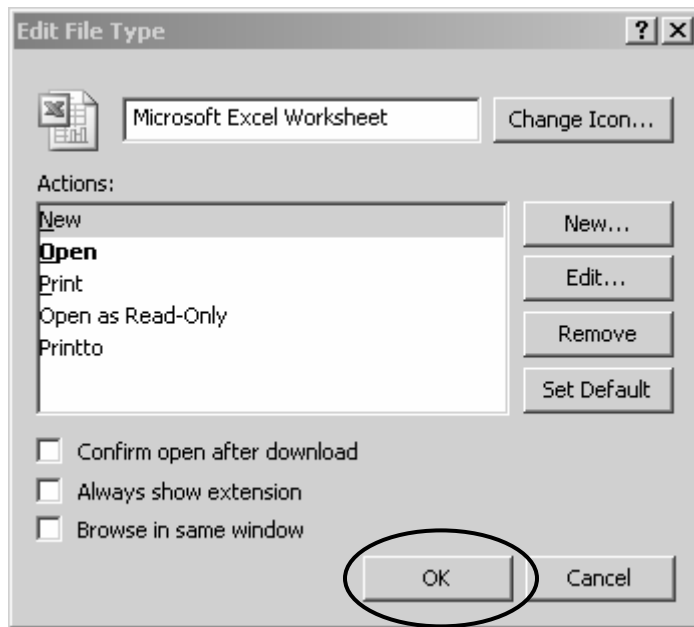 Edit File Type
Microsoft Excel Worksheet
Change Icon...
Actions:
New
Open
Print
Open as Read-Only
Printto
New...
Edit...
Remove
Set Default
Confirm open after download
Always show extension
Browse in same window
OK
Cancel